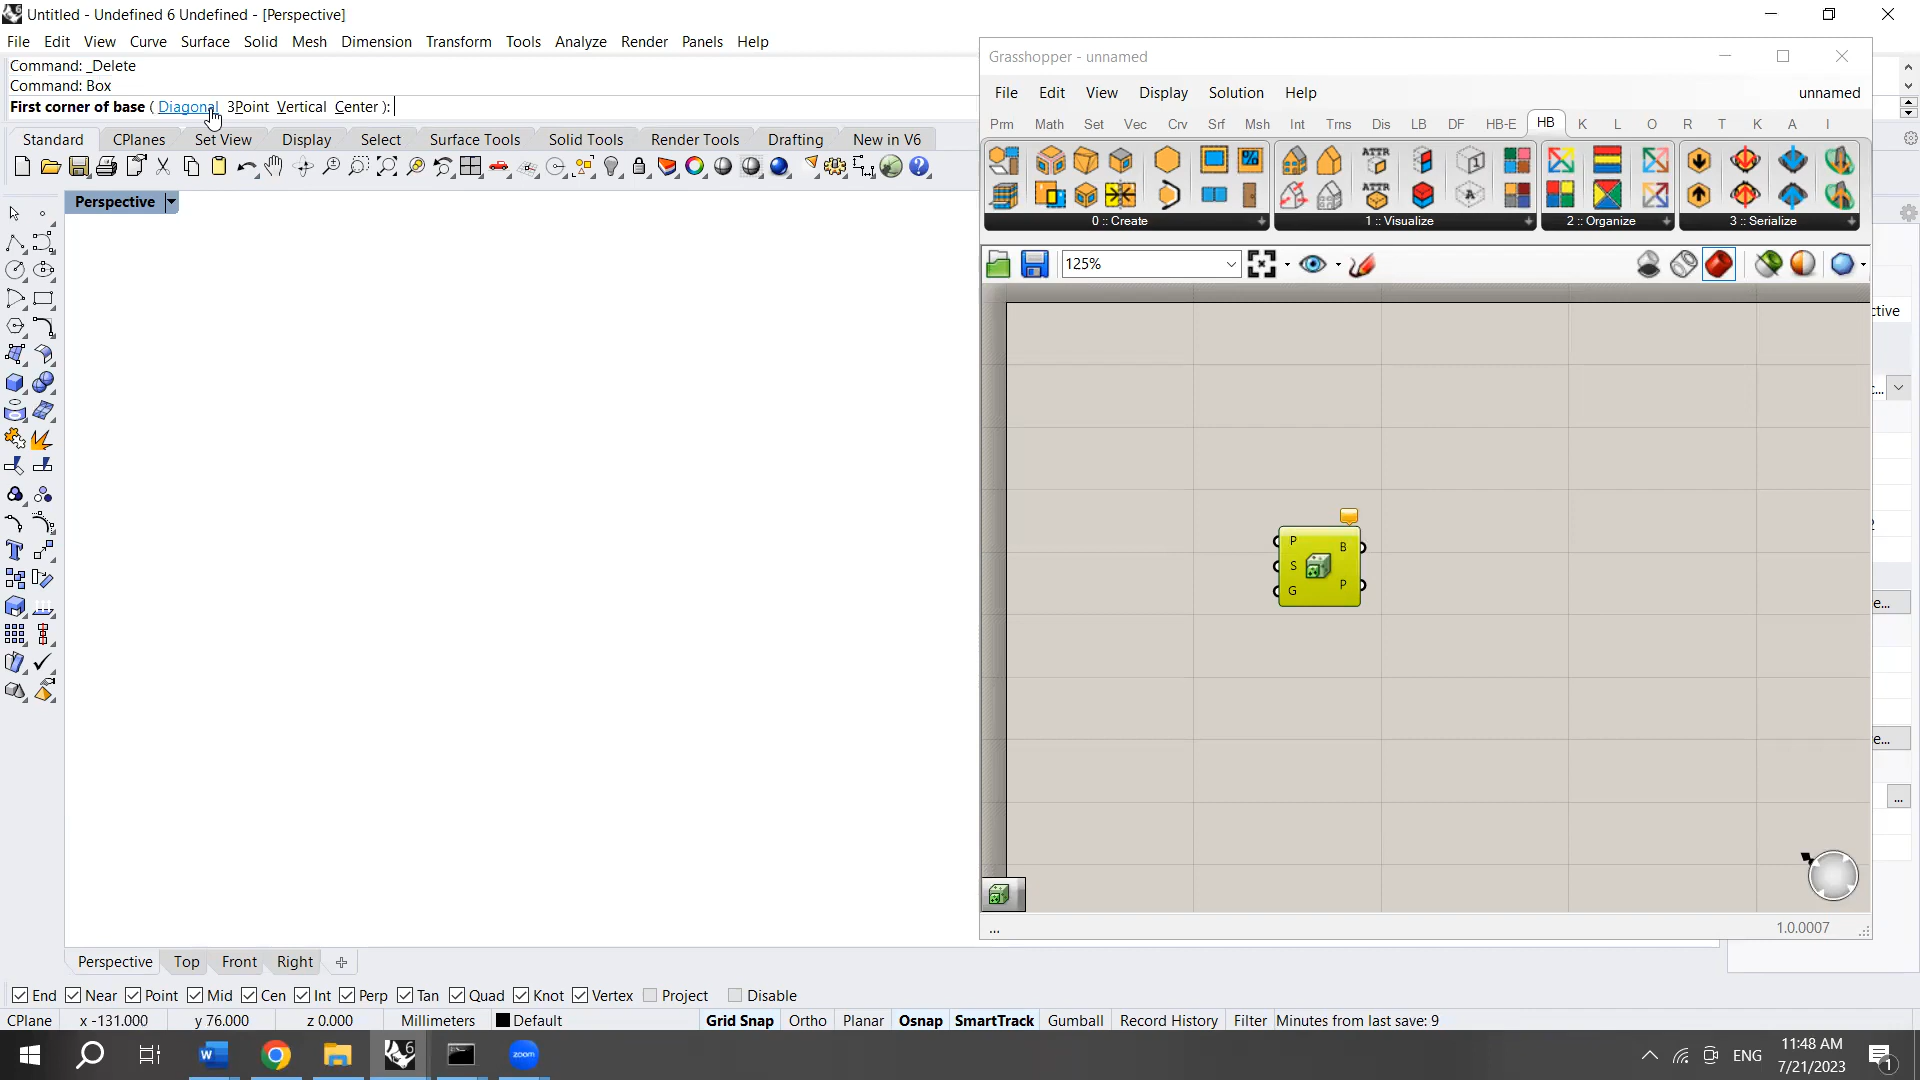 Untitled - Undefined 6 Undefined - [Perspective]
File Edit View Curve Surface Solid Mesh Dimension Transform Tools Analyze Render Panels Help
Command: _Delete
Command: Box
First corner of base ( Diagonal 3Point Vertical Center ):
Standard CPlanes Set View Display Select Surface Tools Solid Tools Render Tools Drafting New in V6
Perspective
Grasshopper - unnamed
File Edit View Display Solution Help unnamed
Prm Math Set Vec Crv Srf Msh Int Trns Dis LB DF HB-E HB K L O R T K A I
ATTR
ATTR
0 :: Create 1 :: Visualize 2 :: Organize 3 :: Serialize
125%
ctive
P B
S
G P
e...
e...
...
... 1.0.0007
Perspective Top Front Right
End Near Point Mid Cen Int Perp Tan Quad Knot Vertex Project Disable
CPlane x -131.000 y 76.000 z 0.000 Millimeters Default Grid Snap Ortho Planar Osnap SmartTrack Gumball Record History Filter Minutes from last save: 9
zoom
ENG
11:48 AM
7/21/2023
1